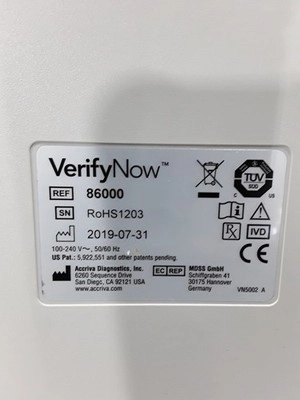 VerifyNow™
REF 86000
SN RoHS1203
2019-07-31
100-240 V~, 50/60 Hz
US Pat.: 5,922,551 and other patents pending.
Accriva Diagnostics, Inc.
6260 Sequence Drive
San Diego, CA 92121 USA
www.accriva.com
TÜV
SÜD
C US
Rx IVD
CE
EC REP MDSS GmbH
Schiffgraben 41
30175 Hannover
Germany
VN5002 A